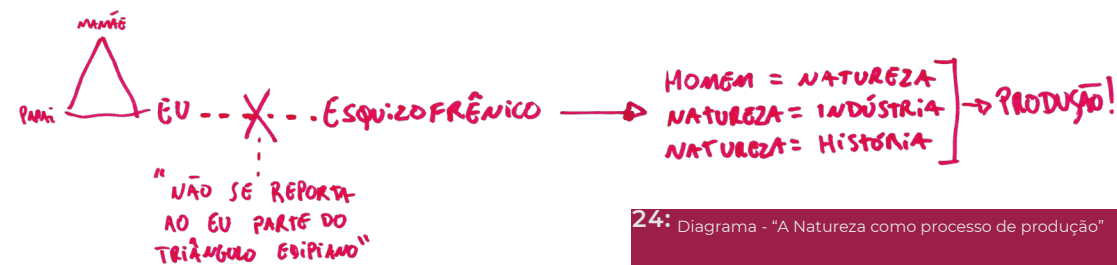 MAMÃE
PAPAI
EU
ESQUIZOFRÊNICO
HOMEM = NATUREZA
NATUREZA = INDÚSTRIA
NATUREZA = HISTÓRIA
PRODUÇÃO!
"NÃO SE REPORTA
AO EU PARTE DO
TRIÂNGULO EDIPIANO"
24: Diagrama - “A Natureza como processo de produção”